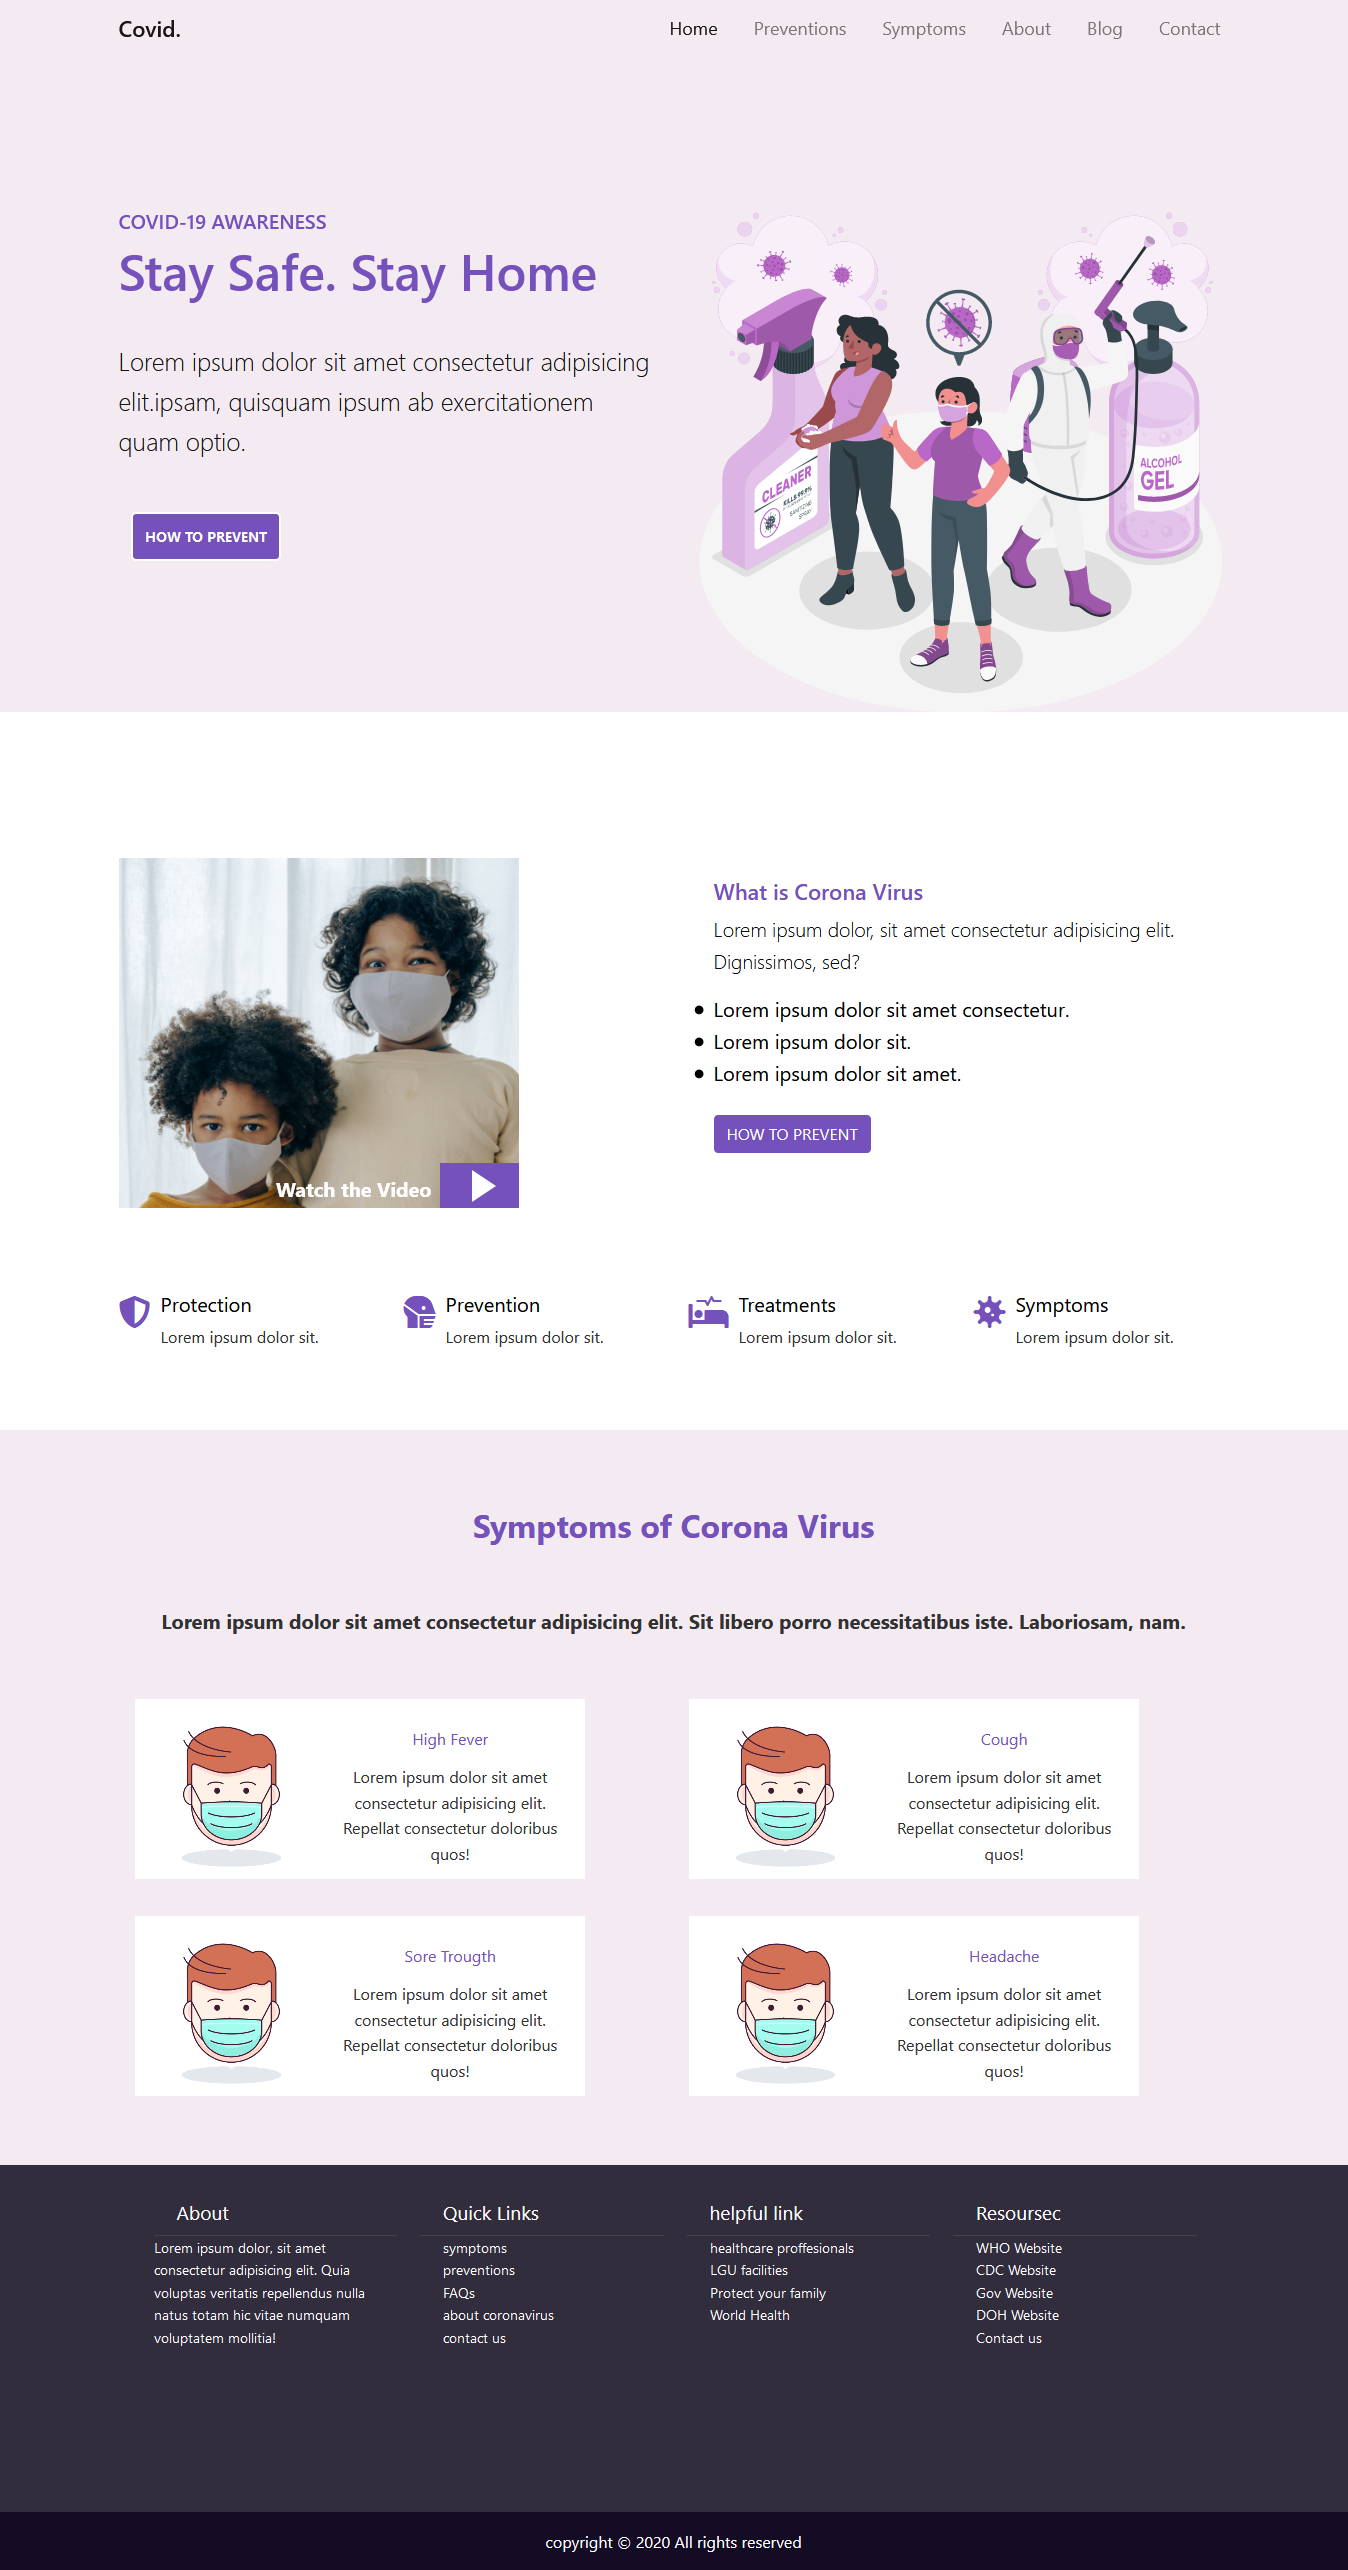 Covid.
Home Preventions Symptoms About Blog Contact
COVID-19 AWARENESS
Stay Safe. Stay Home
Lorem ipsum dolor sit amet consectetur adipisicing
elit.ipsam, quisquam ipsum ab exercitationem
quam optio.
HOW TO PREVENT
CLEANER
KILLS 99.9%
SANITIZING
SPRAY
ALCOHOL
GEL
What is Corona Virus
Lorem ipsum dolor, sit amet consectetur adipisicing elit.
Dignissimos, sed?
Lorem ipsum dolor sit amet consectetur.
Lorem ipsum dolor sit.
Lorem ipsum dolor sit amet.
HOW TO PREVENT
Watch the Video
Protection
Lorem ipsum dolor sit.
Prevention
Lorem ipsum dolor sit.
Treatments
Lorem ipsum dolor sit.
Symptoms
Lorem ipsum dolor sit.
Symptoms of Corona Virus
Lorem ipsum dolor sit amet consectetur adipisicing elit. Sit libero porro necessitatibus iste. Laboriosam, nam.
High Fever
Lorem ipsum dolor sit amet
consectetur adipisicing elit.
Repellat consectetur doloribus
quos!
Cough
Lorem ipsum dolor sit amet
consectetur adipisicing elit.
Repellat consectetur doloribus
quos!
Sore Trougth
Lorem ipsum dolor sit amet
consectetur adipisicing elit.
Repellat consectetur doloribus
quos!
Headache
Lorem ipsum dolor sit amet
consectetur adipisicing elit.
Repellat consectetur doloribus
quos!
About
Lorem ipsum dolor, sit amet
consectetur adipisicing elit. Quia
voluptas veritatis repellendus nulla
natus totam hic vitae numquam
voluptatem mollitia!
Quick Links
symptoms
preventions
FAQs
about coronavirus
contact us
helpful link
healthcare proffesionals
LGU facilities
Protect your family
World Health
Resoursec
WHO Website
CDC Website
Gov Website
DOH Website
Contact us
copyright © 2020 All rights reserved